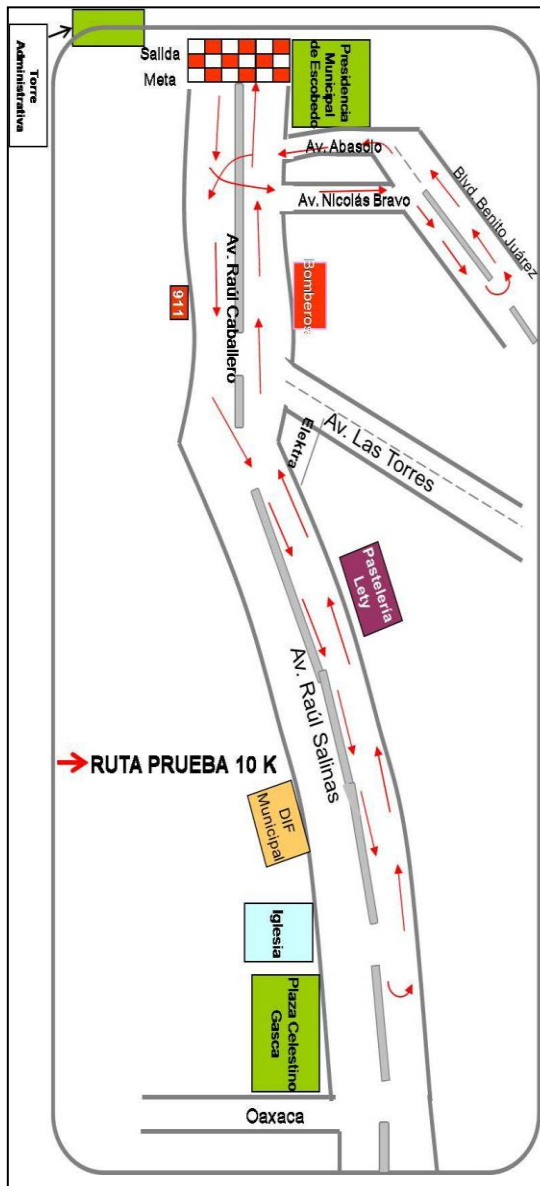 Torre
Administrativa
Salida
Meta
Presidencia
Municipal
de Escobedo
Av. Abasolo
Blvd. Benito Juárez
Av. Nicolás Bravo
Av. Raúl Caballero
Bomberos
911
Elektra
Av. Las Torres
Pastelería
Lety
Av. Raúl Salinas
RUTA PRUEBA 10 K
DIF
Municipal
Iglesia
Plaza Celestino
Gasca
Oaxaca